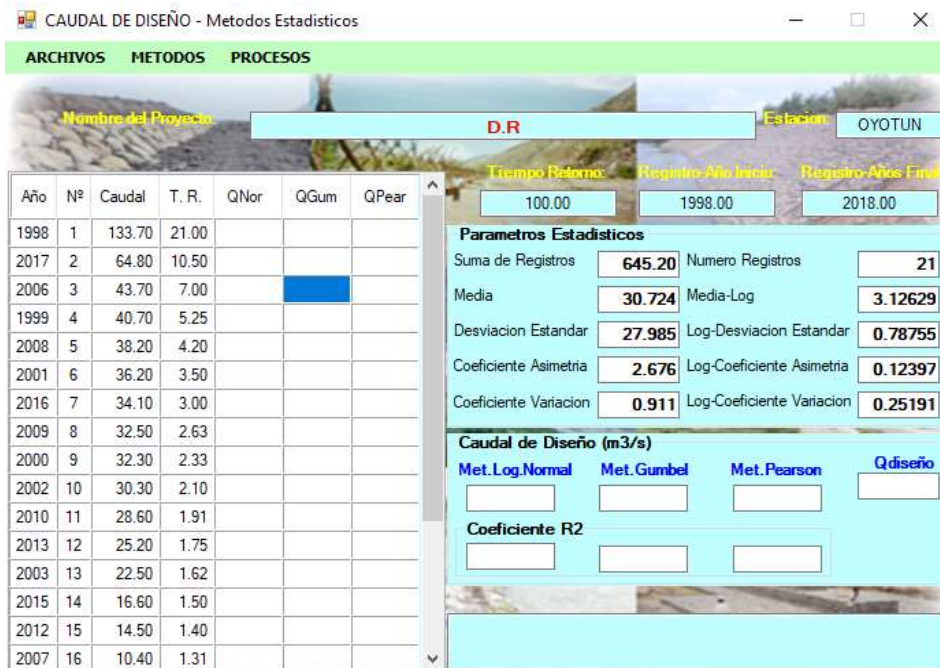 CAUDAL DE DISEÑO - Metodos Estadisticos
ARCHIVOS METODOS PROCESOS
Nombre del Proyecto: D.R Estacion: OYOTUN
Tiempo Retorno: Registro-Año Inicio: Registro-Años Final
100.00 1998.00 2018.00
Año Nº Caudal T. R. QNor QGum QPear
1998 1 133.70 21.00
2017 2 64.80 10.50
2006 3 43.70 7.00
1999 4 40.70 5.25
2008 5 38.20 4.20
2001 6 36.20 3.50
2016 7 34.10 3.00
2009 8 32.50 2.63
2000 9 32.30 2.33
2002 10 30.30 2.10
2010 11 28.60 1.91
2013 12 25.20 1.75
2003 13 22.50 1.62
2015 14 16.60 1.50
2012 15 14.50 1.40
2007 16 10.40 1.31
Parametros Estadisticos
Suma de Registros 645.20 Numero Registros 21
Media 30.724 Media-Log 3.12629
Desviacion Estandar 27.985 Log-Desviacion Estandar 0.78755
Coeficiente Asimetria 2.676 Log-Coeficiente Asimetria 0.12397
Coeficiente Variacion 0.911 Log-Coeficiente Variacion 0.25191
Caudal de Diseño (m3/s)
Met.Log.Normal Met.Gumbel Met.Pearson Qdiseño
Coeficiente R2